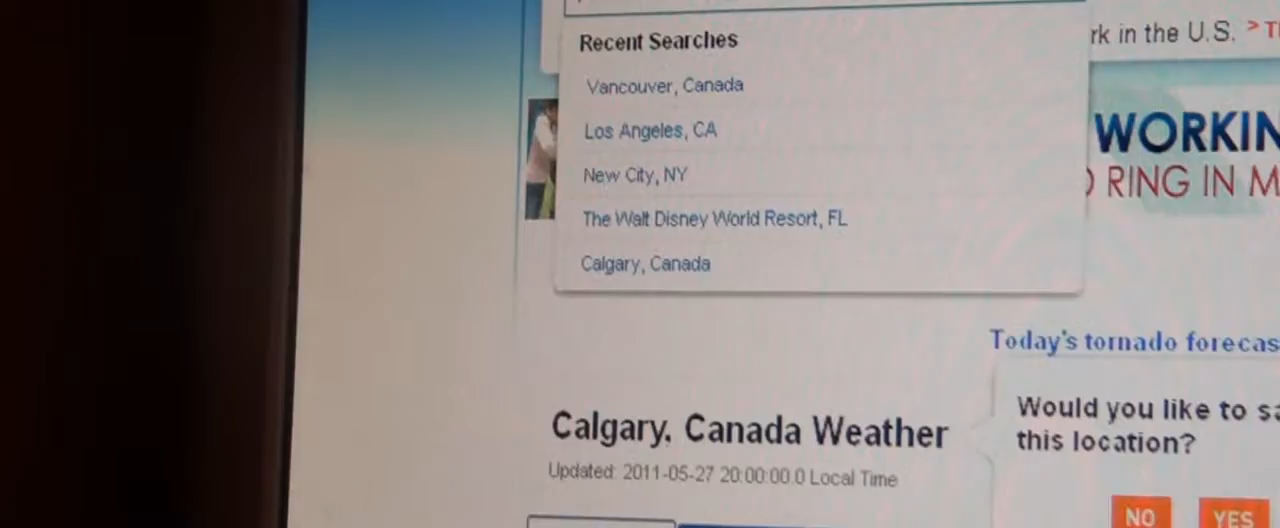 Recent Searches
rk in the U.S. >
Vancouver, Canada
Los Angeles, CA
New City, NY
The Walt Disney World Resort, FL
Calgary, Canada
WORKIN
RING IN M
Today's tornado forecas
Calgary, Canada Weather
Updated: 2011-05-27 20:00:00.0 Local Time
Would you like to sa
this location?
NO
YES